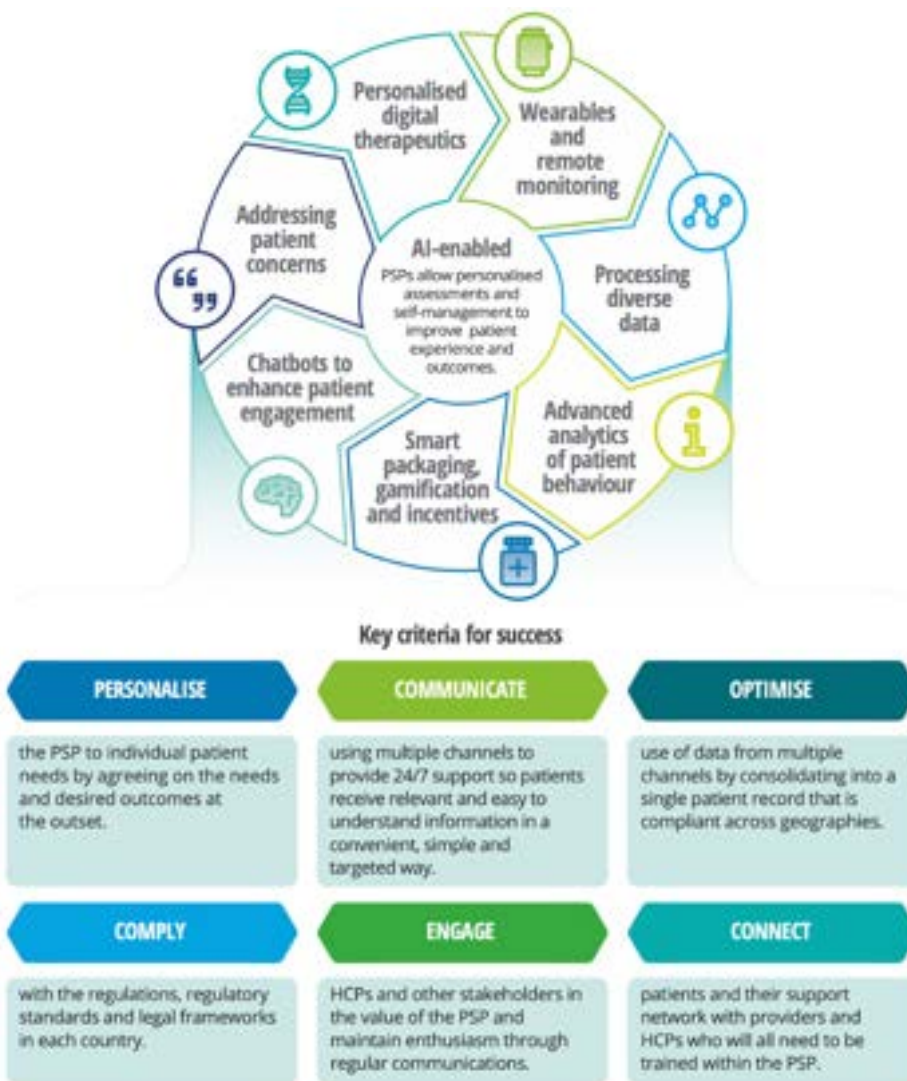 Personalised
digital
therapeutics
Wearables
and
remote
monitoring
Addressing
patient
concerns
AI-enabled
PSPs allow personalised
assessments and
self-management to
improve patient
experience and
outcomes.
Processing
diverse
data
Chatbots to
enhance patient
engagement
Smart
packaging,
gamification
and incentives
Advanced
analytics
of patient
behaviour
Key criteria for success
PERSONALISE
the PSP to individual patient
needs by agreeing on the needs
and desired outcomes at
the outset.
COMMUNICATE
using multiple channels to
provide 24/7 support so patients
receive relevant and easy to
understand information in a
convenient, simple and
targeted way.
OPTIMISE
use of data from multiple
channels by consolidating into a
single patient record that is
compliant across geographies.
COMPLY
with the regulations, regulatory
standards and legal frameworks
in each country.
ENGAGE
HCPs and other stakeholders in
the value of the PSP and
maintain enthusiasm through
regular communications.
CONNECT
patients and their support
network with providers and
HCPs who will all need to be
trained within the PSP.